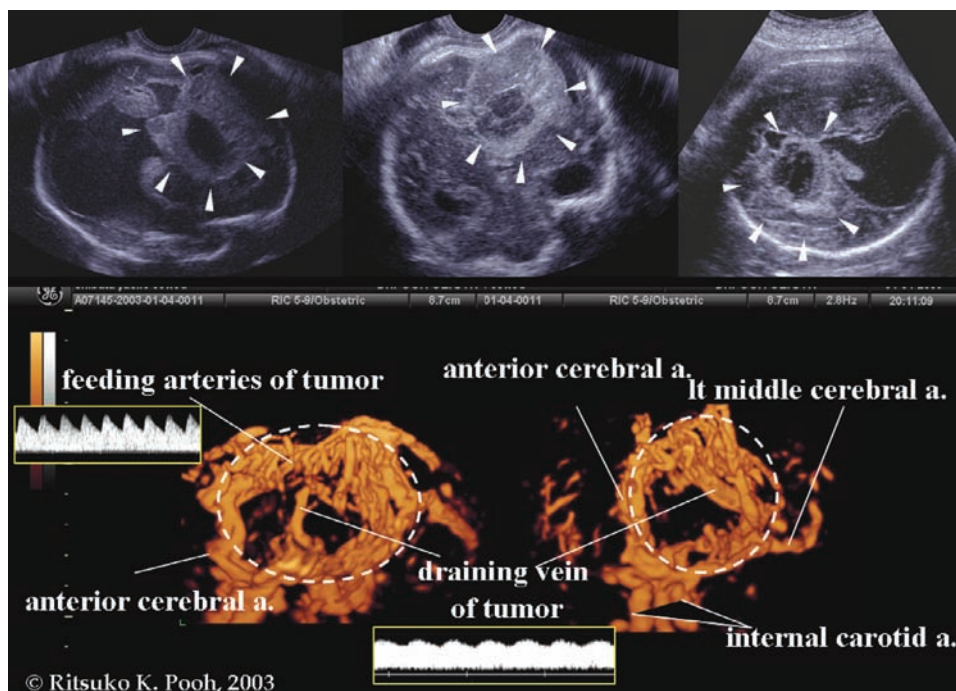 A07145-2003-01-04-0011 RIC 5-9/Obstetric 8.7cm 01-04-0011 RIC 5-9/Obstetric 8.7cm 2.8Hz 20:11:09
feeding arteries of tumor
anterior cerebral a.
lt middle cerebral a.
anterior cerebral a.
draining vein
of tumor
internal carotid a.
© Ritsuko K. Pooh, 2003